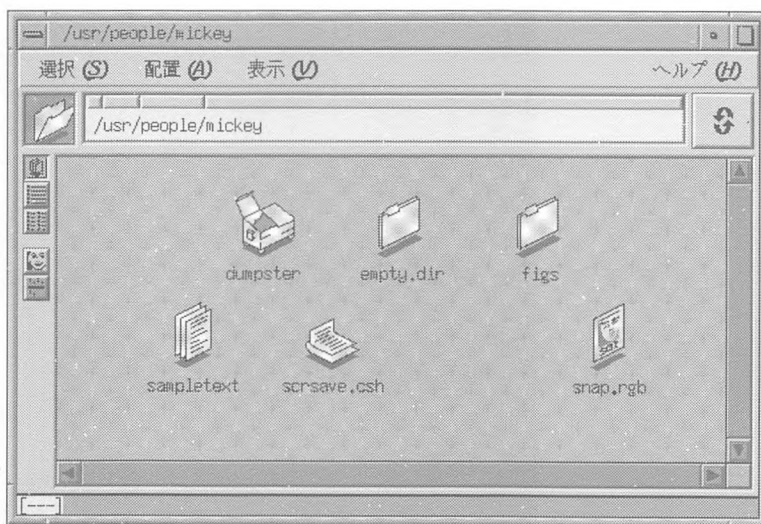 /usr/people/mickey
選択 (S) 配置 (A) 表示 (V) ヘルプ (H)
/usr/people/mickey
dumpster empty.dir figs
sampletext scrsave.csh snap.rgb
[---]